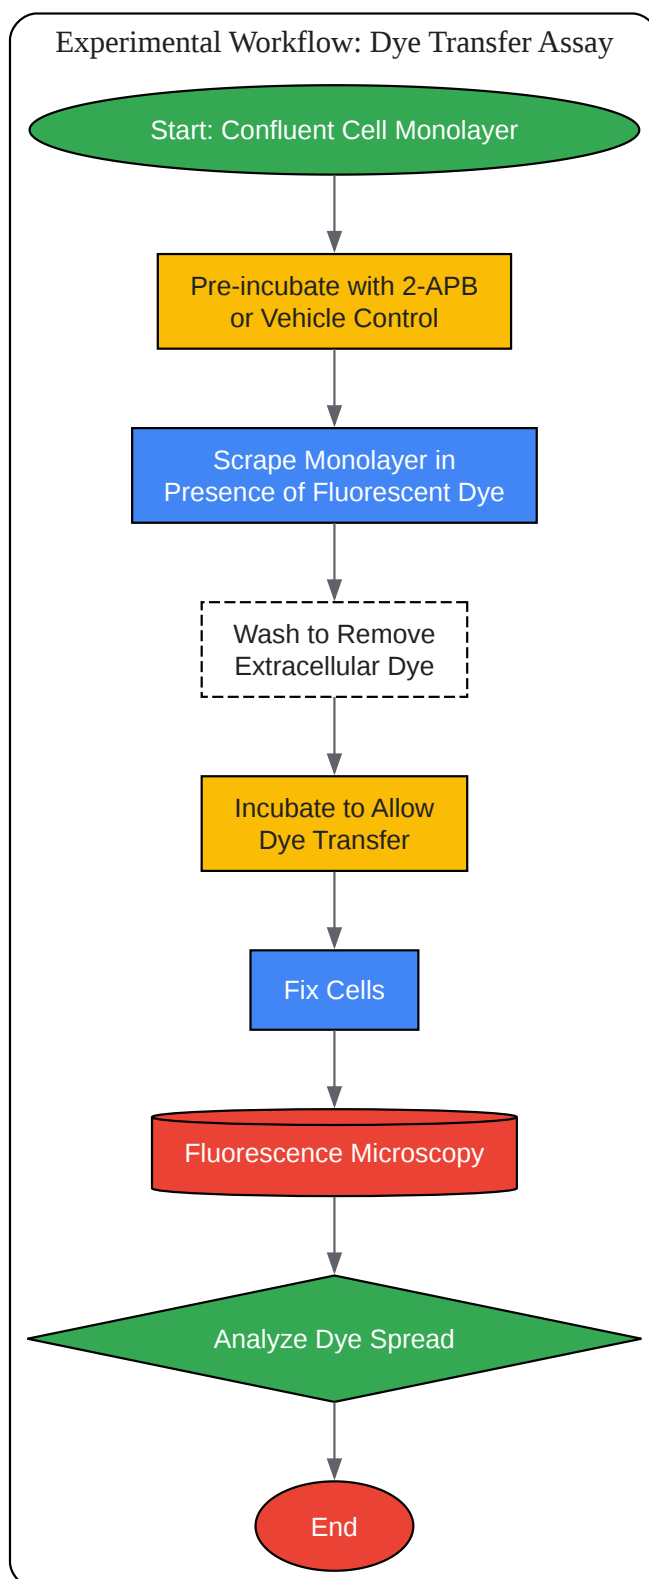 Experimental Workflow: Dye Transfer Assay
Start: Confluent Cell Monolayer
Pre-incubate with 2-APB
or Vehicle Control
Scrape Monolayer in
Presence of Fluorescent Dye
Wash to Remove
Extracellular Dye
Incubate to Allow
Dye Transfer
Fix Cells
Fluorescence Microscopy
Analyze Dye Spread
End